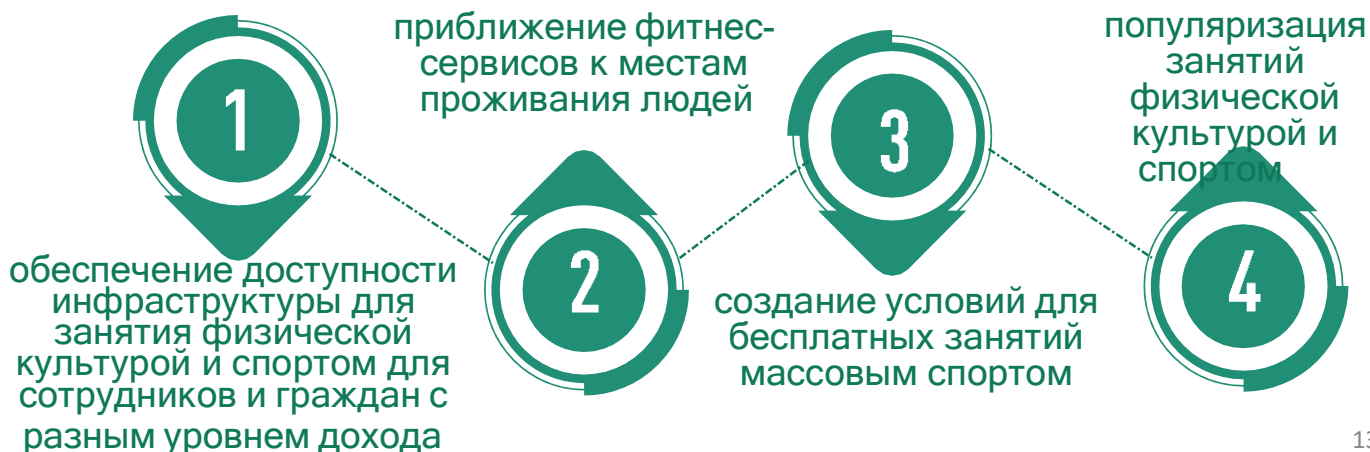 1
обеспечение доступности
инфраструктуры для
занятия физической
культурой и спортом для
сотрудников и граждан с
разным уровнем дохода
приближение фитнес-
сервисов к местам
проживания людей
2
3
создание условий для
бесплатных занятий
массовым спортом
популяризация
занятий
физической
культурой и
спортом
4